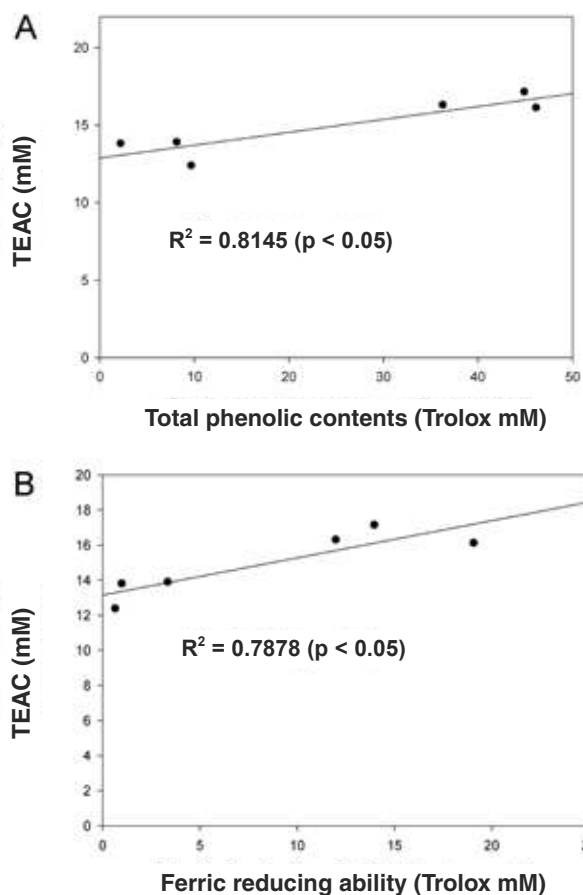 A
TEAC (mM)
20
15
10
5
0
R² = 0.8145 (p < 0.05)
0 10 20 30 40 50
Total phenolic contents (Trolox mM)
B
TEAC (mM)
20
18
16
14
12
10
8
6
4
2
0
R² = 0.7878 (p < 0.05)
0 5 10 15 20
Ferric reducing ability (Trolox mM)